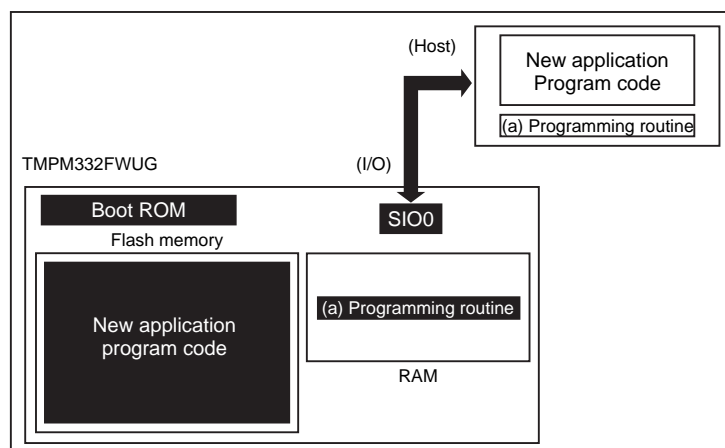 (Host)
New application
Program code
(a) Programming routine
TMPM332FWUG
(I/O)
Boot ROM
SIO0
Flash memory
New application
program code
(a) Programming routine
RAM